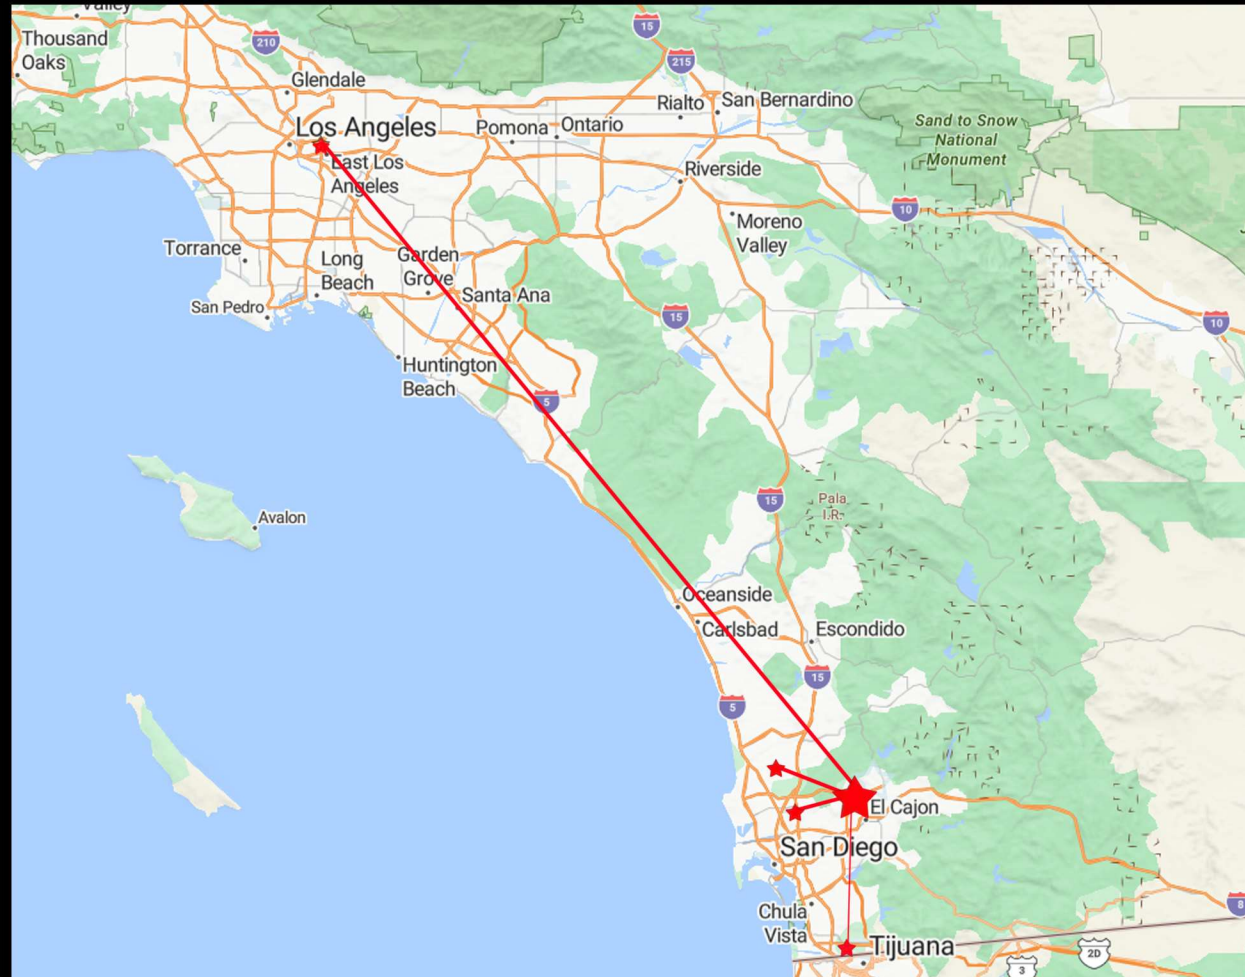 Valley
15
Thousand
Oaks
210
215
Glendale
Rialto
San Bernardino
Los Angeles
Pomona
Ontario
Sand to Snow
National
Monument
East Los
Angeles
Riverside
10
Moreno
Valley
Torrance
Garden
Grove
Long
Beach
Santa Ana
San Pedro
15
10
Huntington
Beach
5
15
Pala
I.R.
Avalon
Oceanside
Carlsbad
Escondido
15
5
El Cajon
San Diego
8
Chula
Vista
Tijuana
2D
3